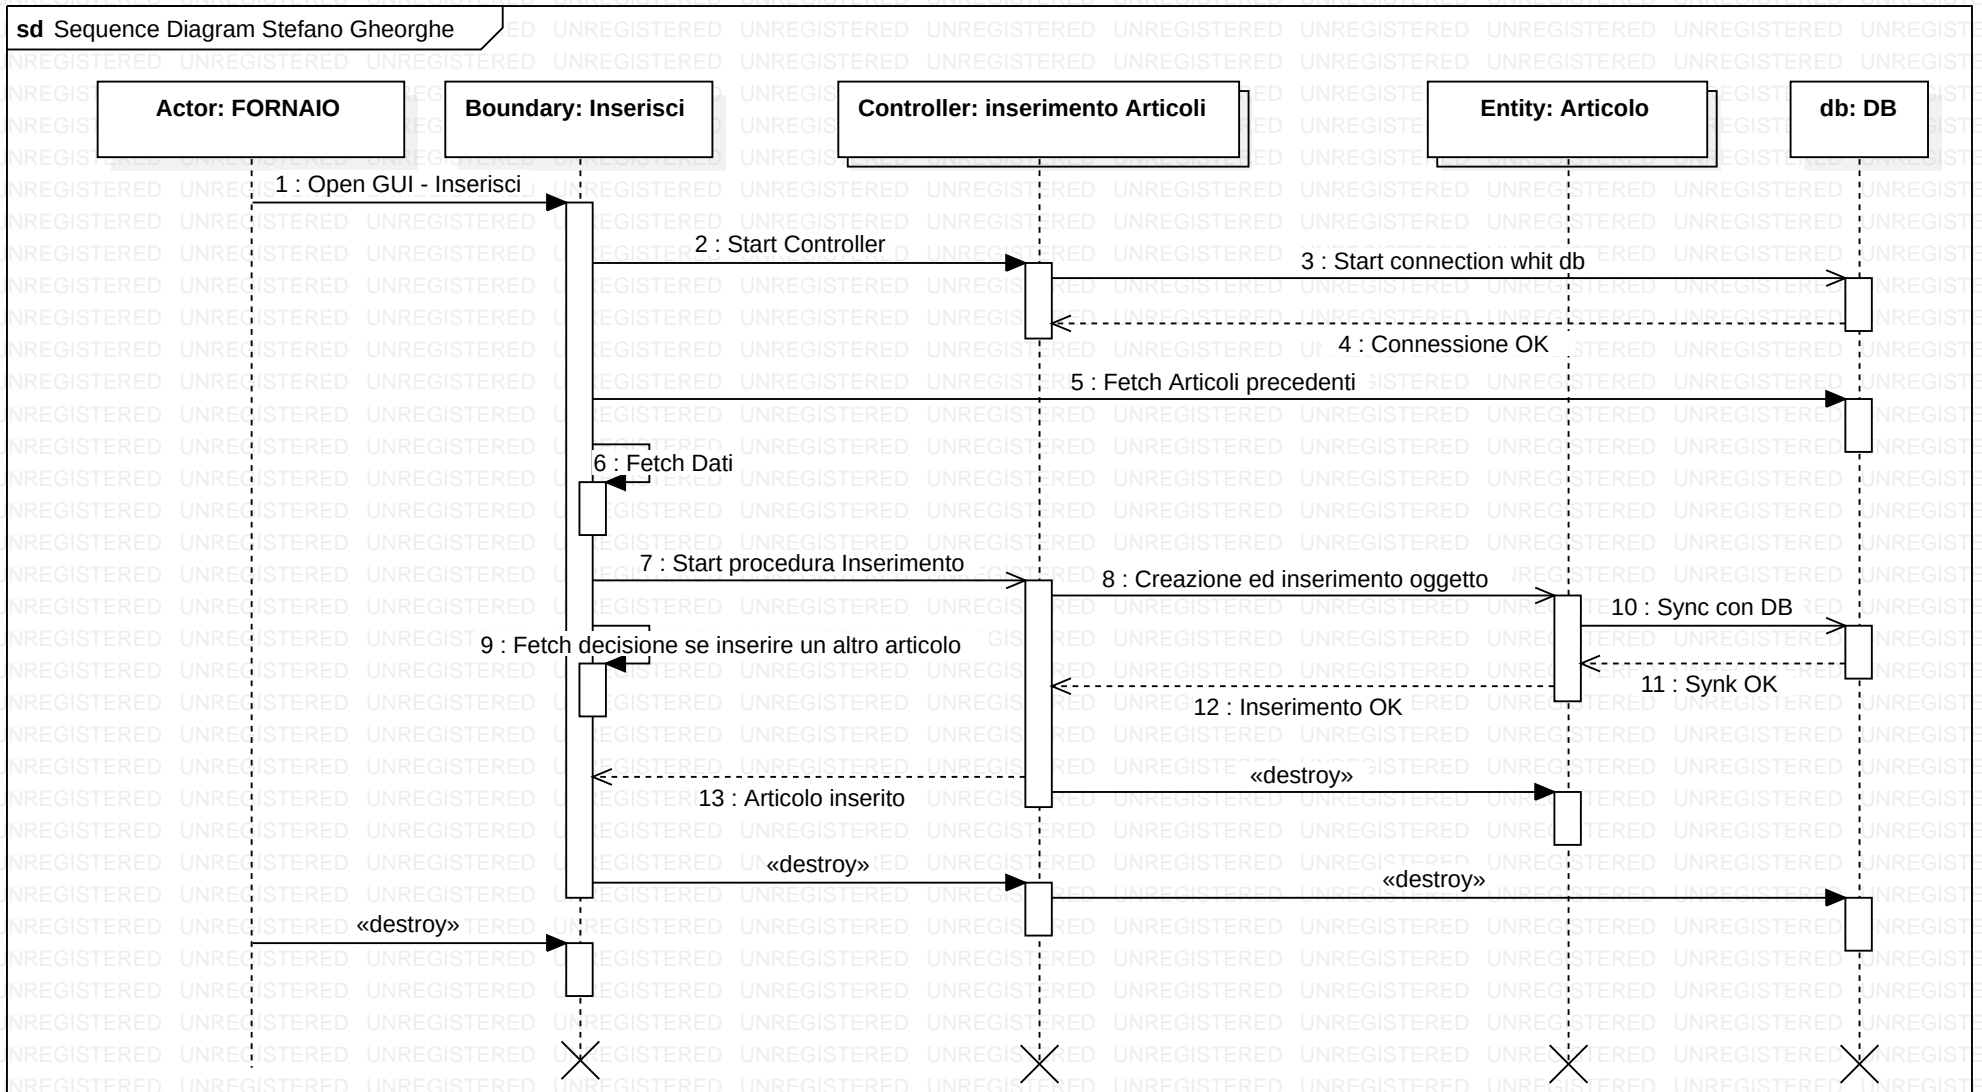 sd Sequence Diagram Stefano Gheorghe
Actor: FORNAIO
Boundary: Inserisci
Controller: inserimento Articoli
Entity: Articolo
db: DB
1 : Open GUI - Inserisci
2 : Start Controller
3 : Start connection whit db
4 : Connessione OK
5 : Fetch Articoli precedenti
6 : Fetch Dati
7 : Start procedura Inserimento
8 : Creazione ed inserimento oggetto
10 : Sync con DB
9 : Fetch decisione se inserire un altro articolo
11 : Synk OK
12 : Inserimento OK
«destroy»
13 : Articolo inserito
«destroy»
«destroy»
«destroy»
UNREGISTERED